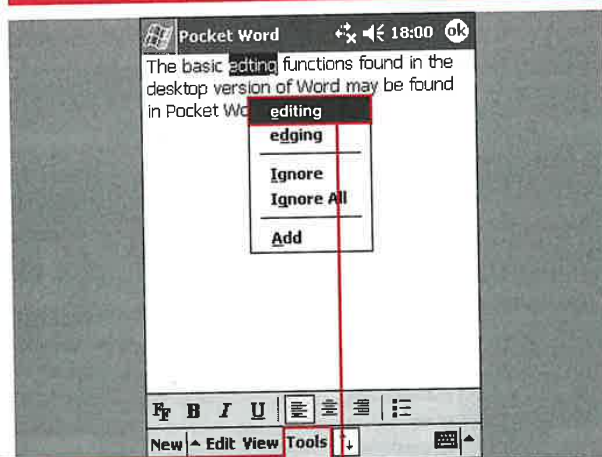 Pocket Word 18:00 ok
The basic edting functions found in the
desktop version of Word may be found
in Pocket Wo
editing
edging
Ignore
Ignore All
Add
B I U
New Edit View Tools